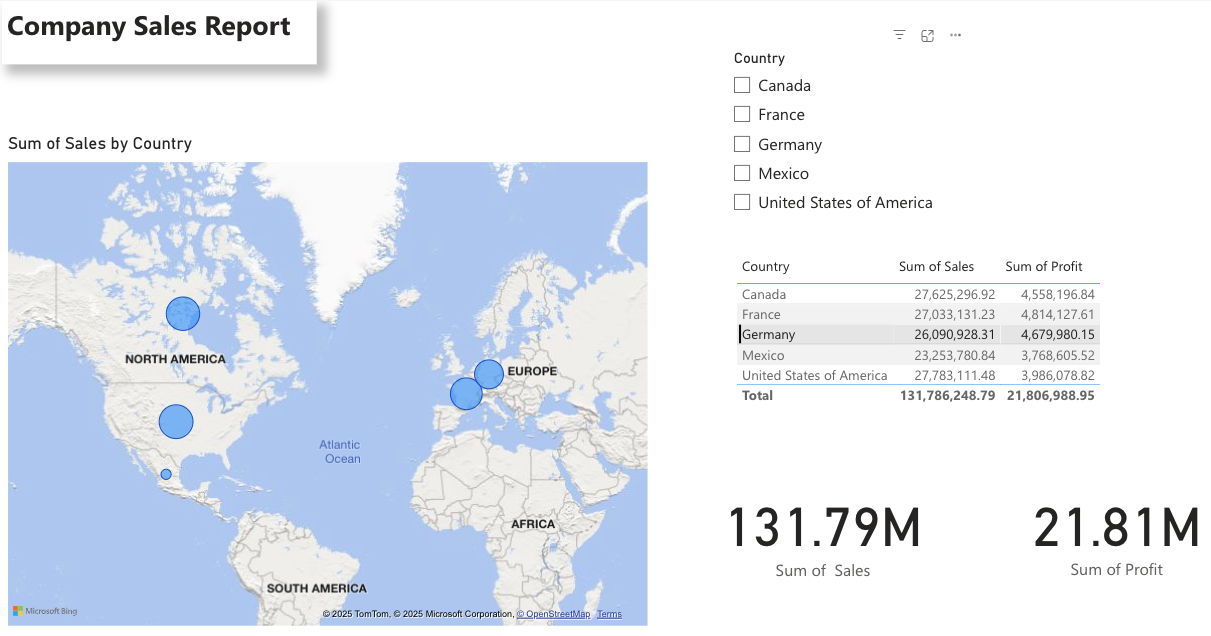 Company Sales Report
Sum of Sales by Country
NORTH AMERICA
EUROPE
Atlantic
Ocean
AFRICA
SOUTH AMERICA
Microsoft Bing
© 2025 TomTom, © 2025 Microsoft Corporation, © OpenStreetMap Terms
Country
Canada
France
Germany
Mexico
United States of America
Country Sum of Sales Sum of Profit
Canada 27,625,296.92 4,558,196.84
France 27,033,131.23 4,814,127.61
Germany 26,090,928.31 4,679,980.15
Mexico 23,253,780.84 3,768,605.52
United States of America 27,783,111.48 3,986,078.82
Total 131,786,248.79 21,806,988.95
131.79M
Sum of Sales
21.81M
Sum of Profit